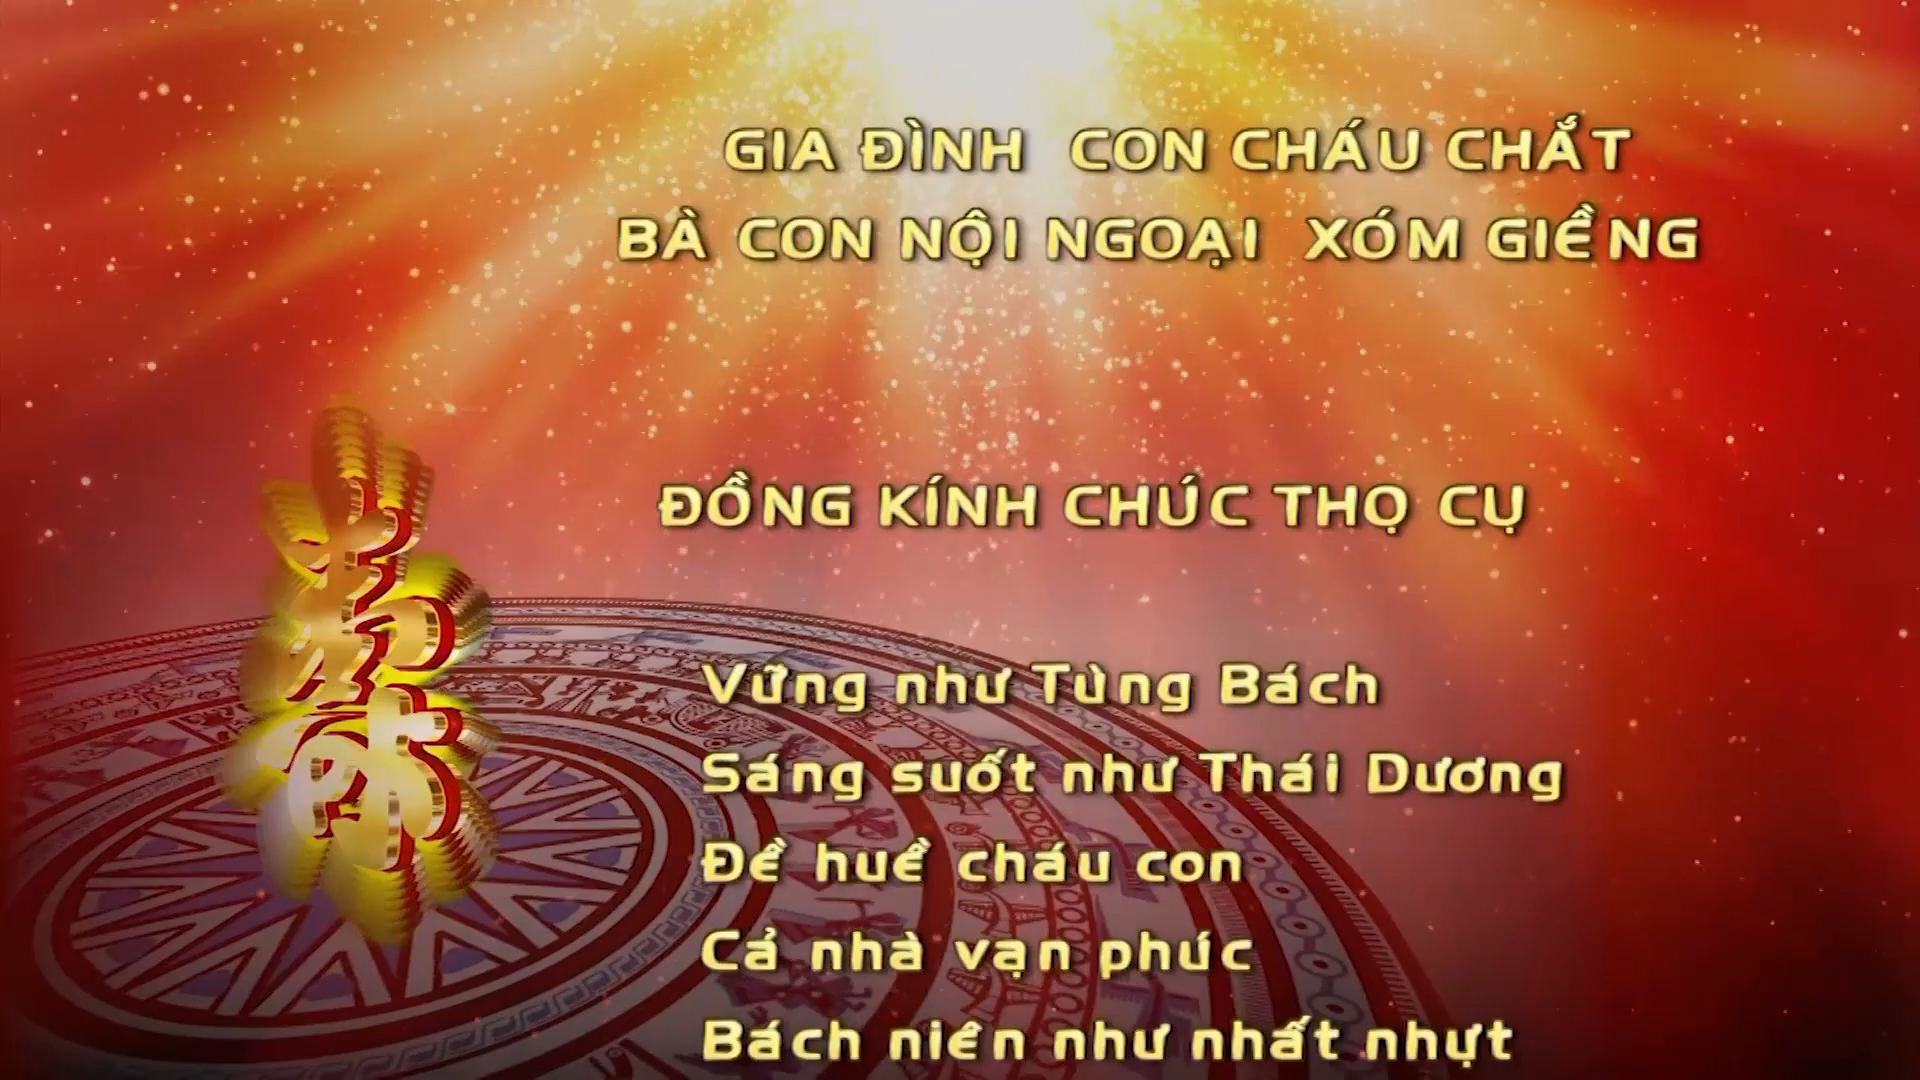 GIA ĐÌNH CON CHÁU CHẮT
BÀ CON NỘI NGOẠI XÓM GIỀNG
ĐỒNG KÍNH CHÚC THỌ CỤ
Vững như Tùng Bách
Sáng suốt như Thái Dương
Đề huề cháu con
Cả nhà vạn phúc
Bách niên như nhất nhựt